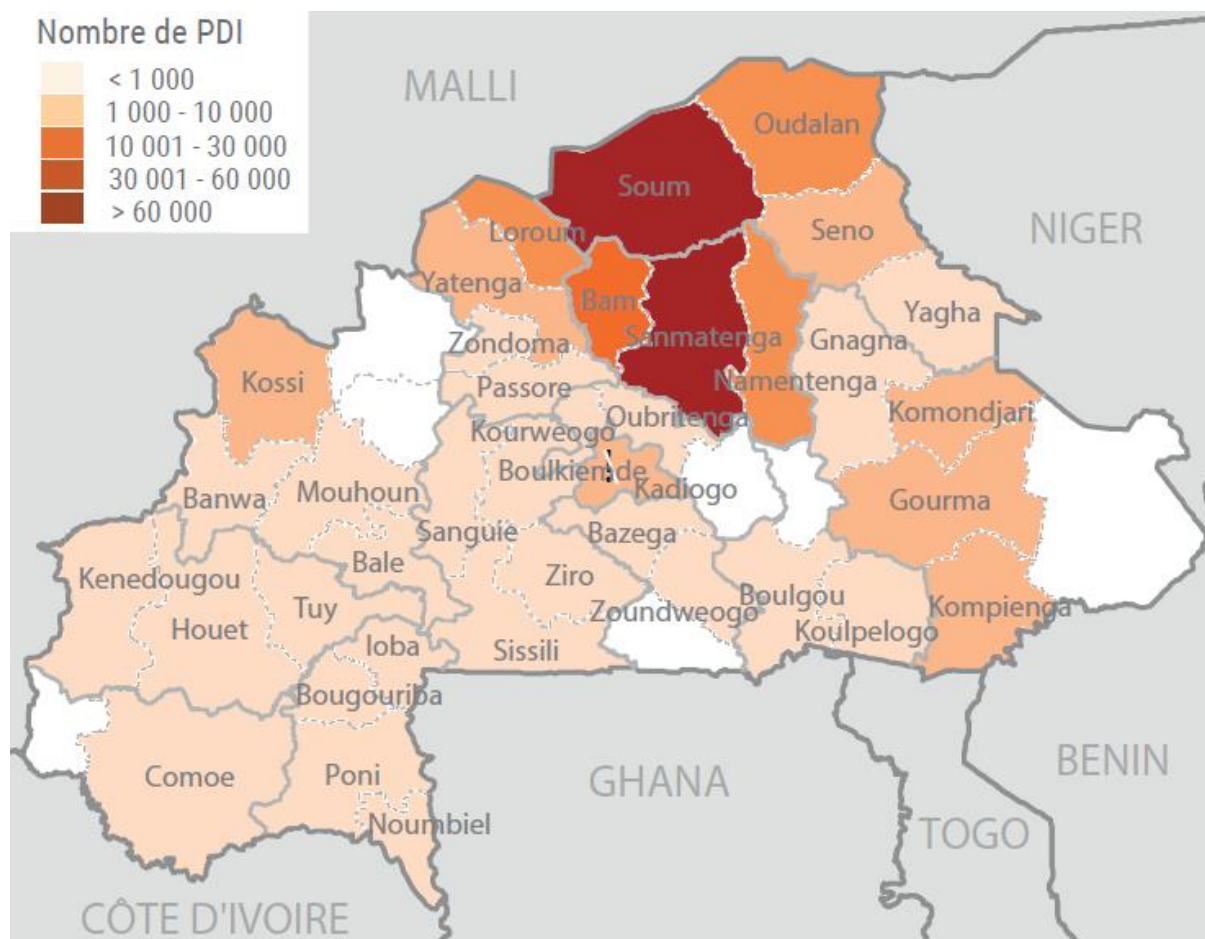 Nombre de PDI
< 1 000
1 000 - 10 000
10 001 - 30 000
30 001 - 60 000
> 60 000
MALLI
Oudalan
Soum
NIGER
Loroum
Seno
Yatenga
Bam
Yagha
Sanmatenga
Gnagna
Zondoma
Kossi
Passore
Namentenga
Oubritenga
Komondjari
Kourweogo
Boulkiemde
Banwa
Mouhoun
Kadiogo
Gourma
Sanguie
Bazega
Bale
Kenedougou
Ziro
Tuy
Boulgou
Zoundweogo
Kompienga
Houet
Koulpelogo
Ioba
Sissili
Bougouriba
BENIN
Comoe
Poni
GHANA
Noumbiel
TOGO
CÔTE D'IVOIRE